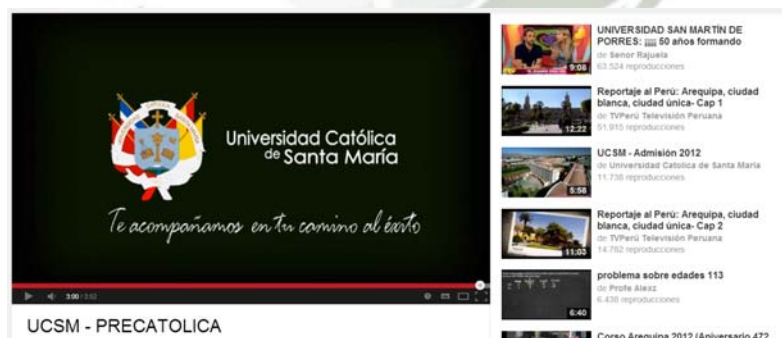 Universidad Católica
de Santa María
Te acompañamos en tu camino al éxito
3:00 / 3:02
UCSM - PRECATOLICA
UNIVERSIDAD SAN MARTÍN DE
PORRES: 50 años formando
de Senor Rajuela
63.524 reproducciones
9:08
Reportaje al Perú: Arequipa, ciudad
blanca, ciudad única- Cap 1
de TVPerú Televisión Peruana
51.915 reproducciones
12:22
UCSM - Admisión 2012
de Universidad Catolica de Santa Maria
11.738 reproducciones
5:56
Reportaje al Perú: Arequipa, ciudad
blanca, ciudad única- Cap 2
de TVPerú Televisión Peruana
14.782 reproducciones
11:03
problema sobre edades 113
de Profe Alexz
6.438 reproducciones
6:40
Corso Arequipa 2012 (Aniversario 472